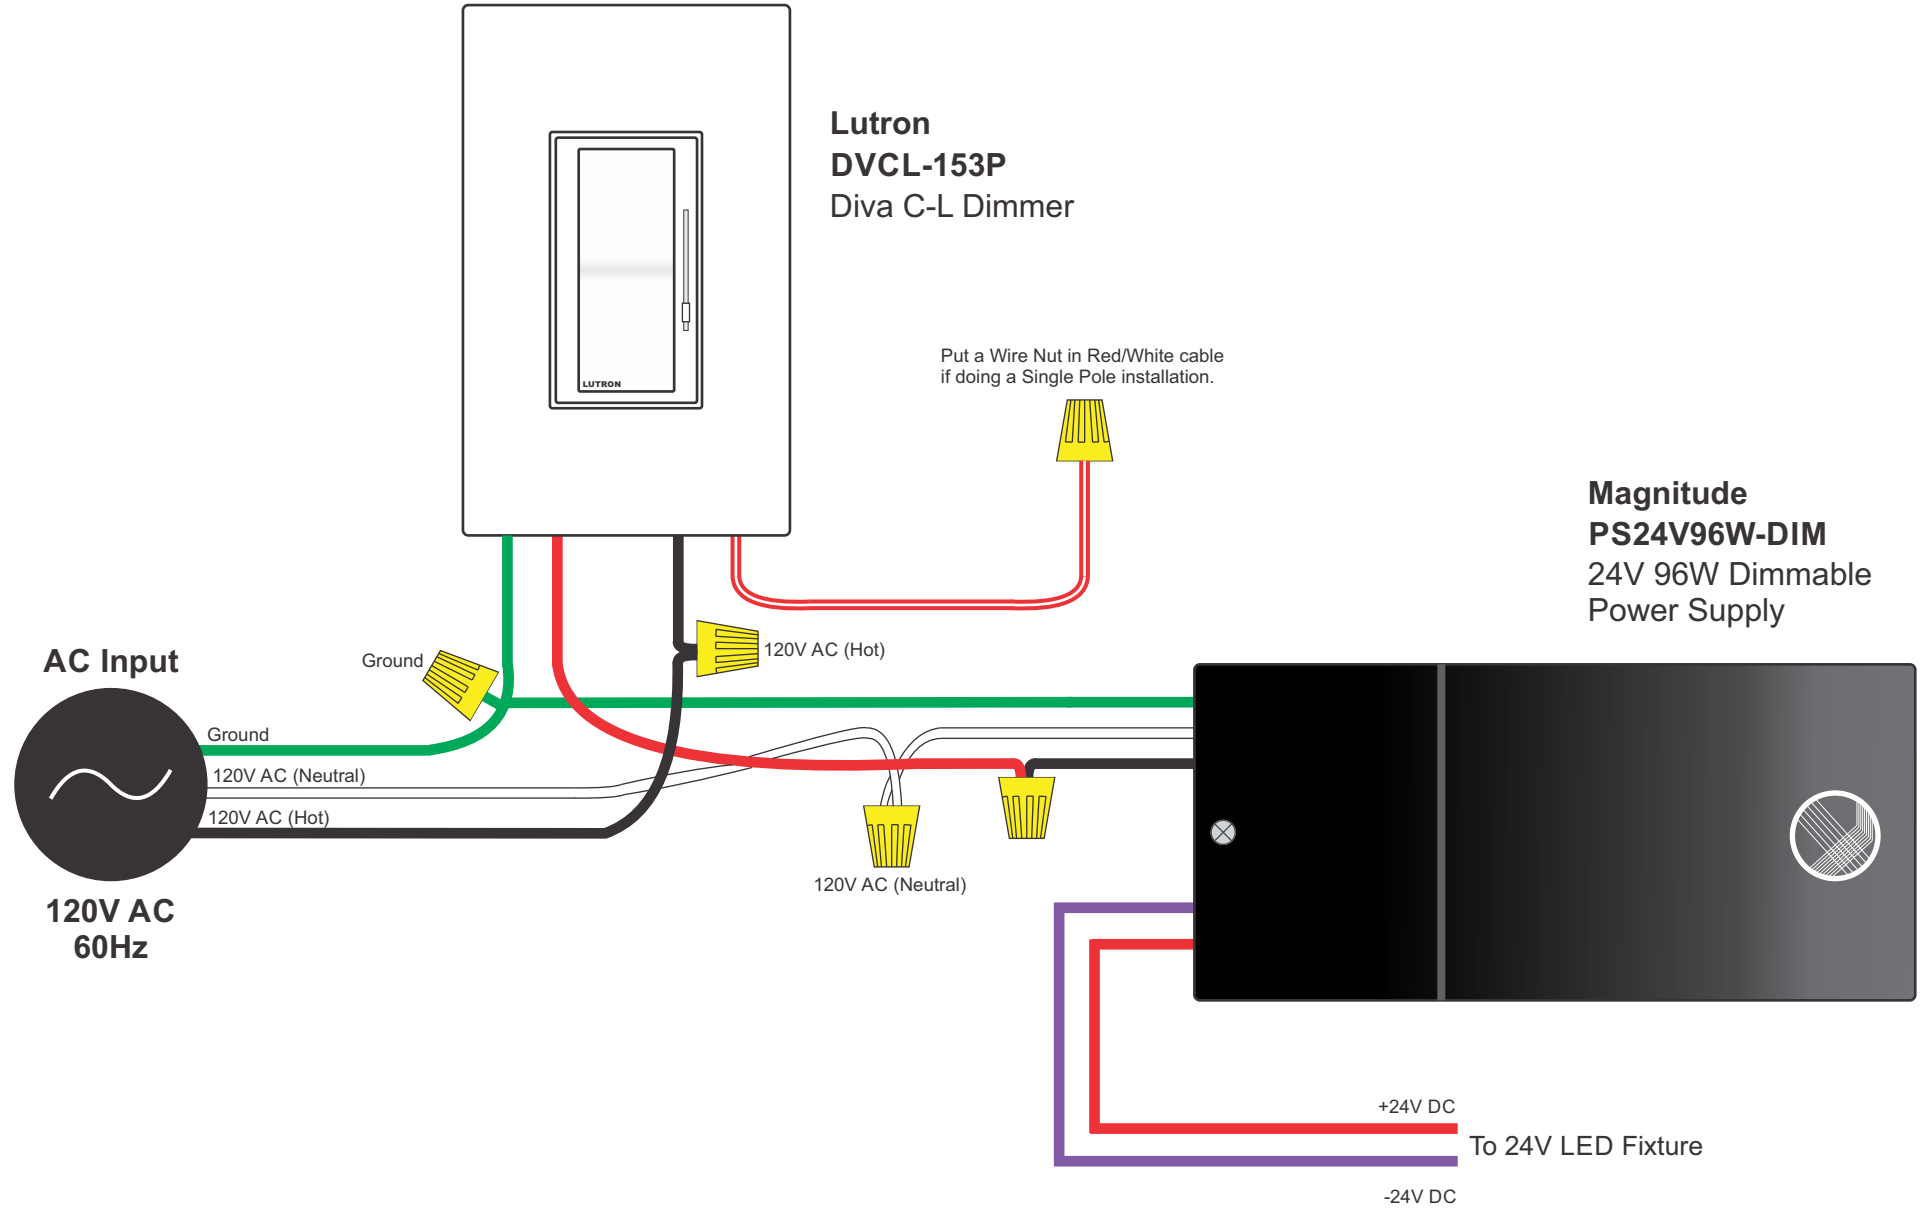 Lutron
DVCL-153P
Diva C-L Dimmer
LUTRON
Put a Wire Nut in Red/White cable
if doing a Single Pole installation.
Magnitude
PS24V96W-DIM
24V 96W Dimmable
Power Supply
AC Input
Ground
120V AC (Hot)
Ground
120V AC (Neutral)
120V AC (Hot)
120V AC (Neutral)
120V AC
60Hz
+24V DC
To 24V LED Fixture
-24V DC